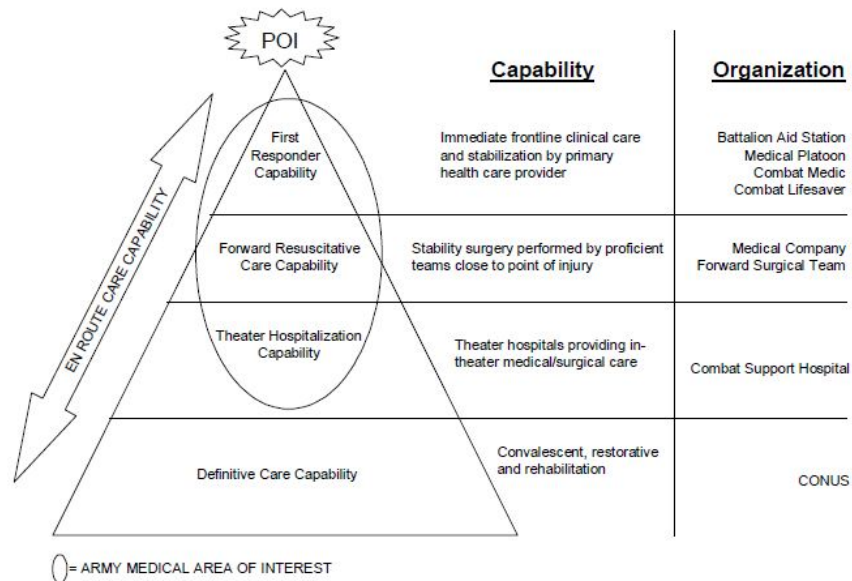 POI
Capability
Organization
EN ROUTE CARE CAPABILITY
First
Responder
Capability
Immediate frontline clinical care
and stabilization by primary
health care provider
Battalion Aid Station
Medical Platoon
Combat Medic
Combat Lifesaver
Forward Resuscitative
Care Capability
Stability surgery performed by proficient
teams close to point of injury
Medical Company
Forward Surgical Team
Theater Hospitalization
Capability
Theater hospitals providing in-
theater medical/surgical care
Combat Support Hospital
Definitive Care Capability
Convalescent, restorative
and rehabilitation
CONUS
()= ARMY MEDICAL AREA OF INTEREST